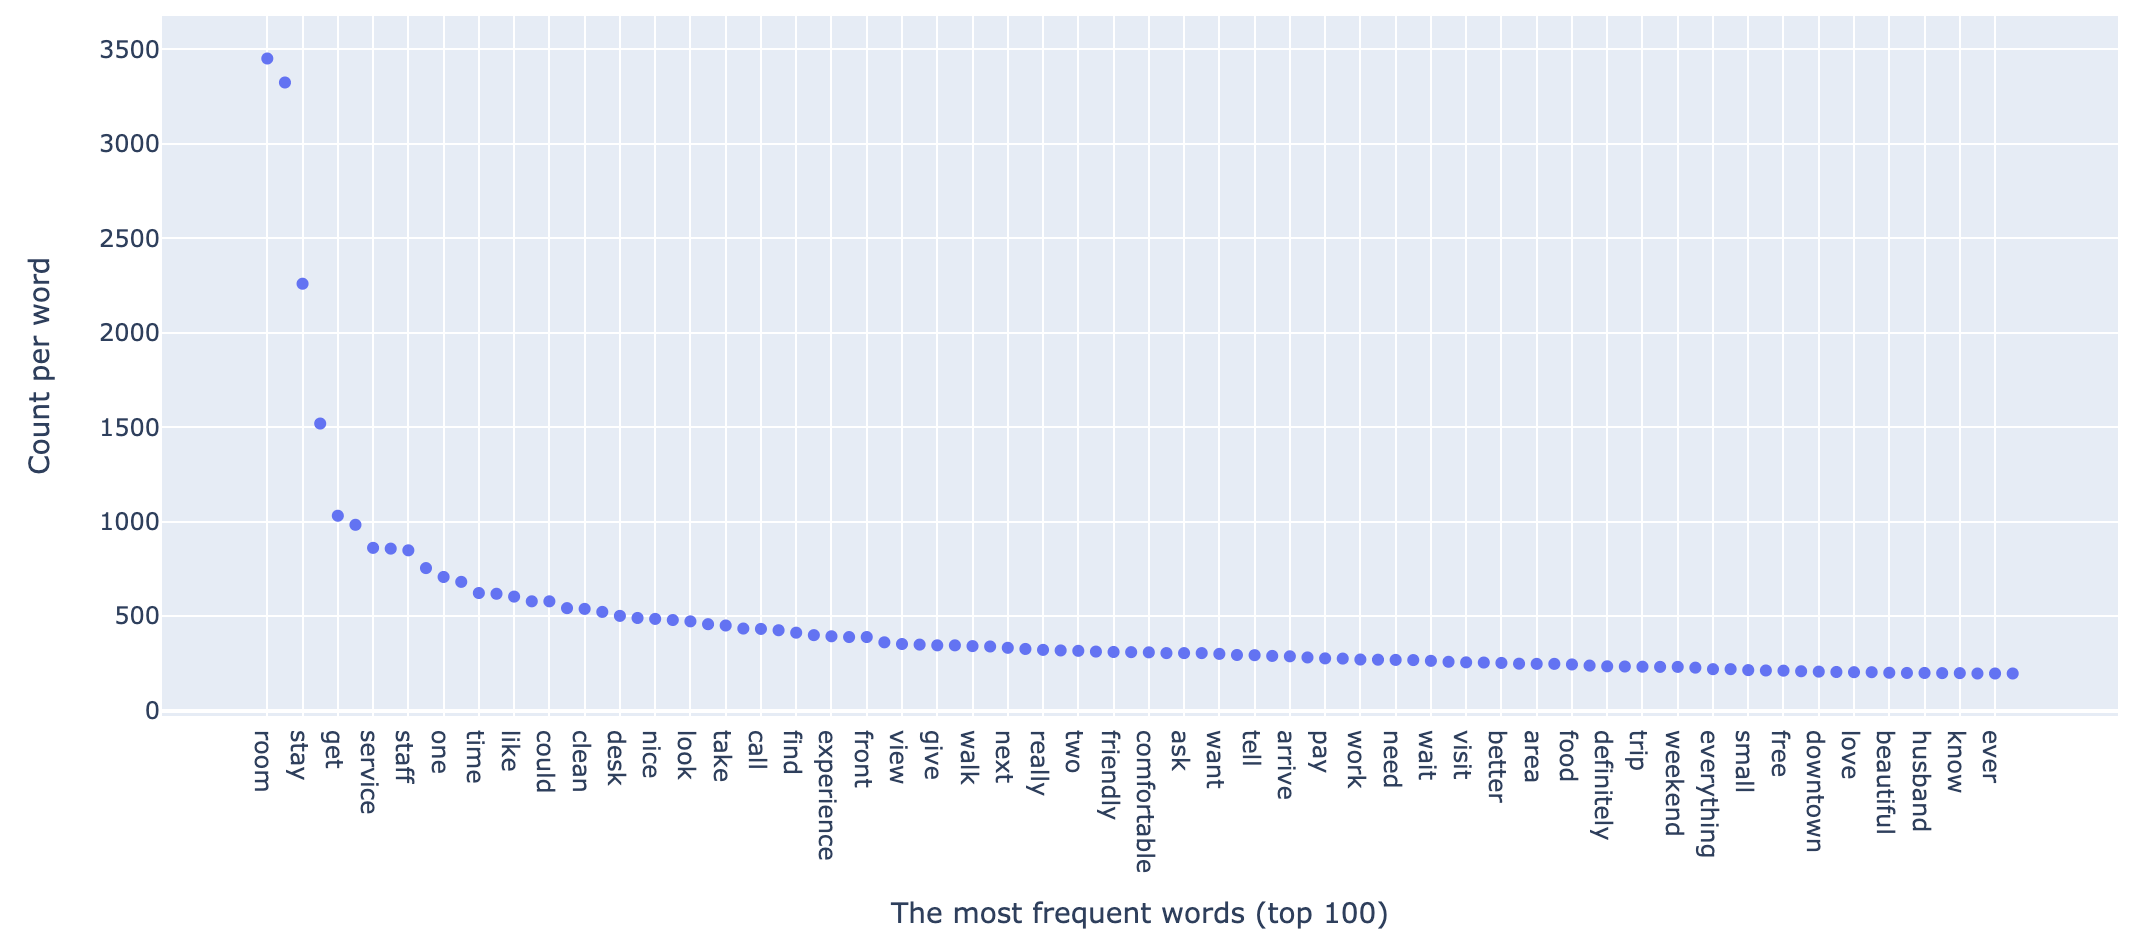 Count per word
3500
3000
2500
2000
1500
1000
500
0
room
stay
get
service
staff
one
time
like
could
clean
desk
nice
look
take
call
find
experience
front
view
give
walk
next
really
two
friendly
comfortable
ask
want
tell
arrive
pay
work
need
wait
visit
better
area
food
definitely
trip
weekend
everything
small
free
downtown
love
beautiful
husband
know
ever
The most frequent words (top 100)